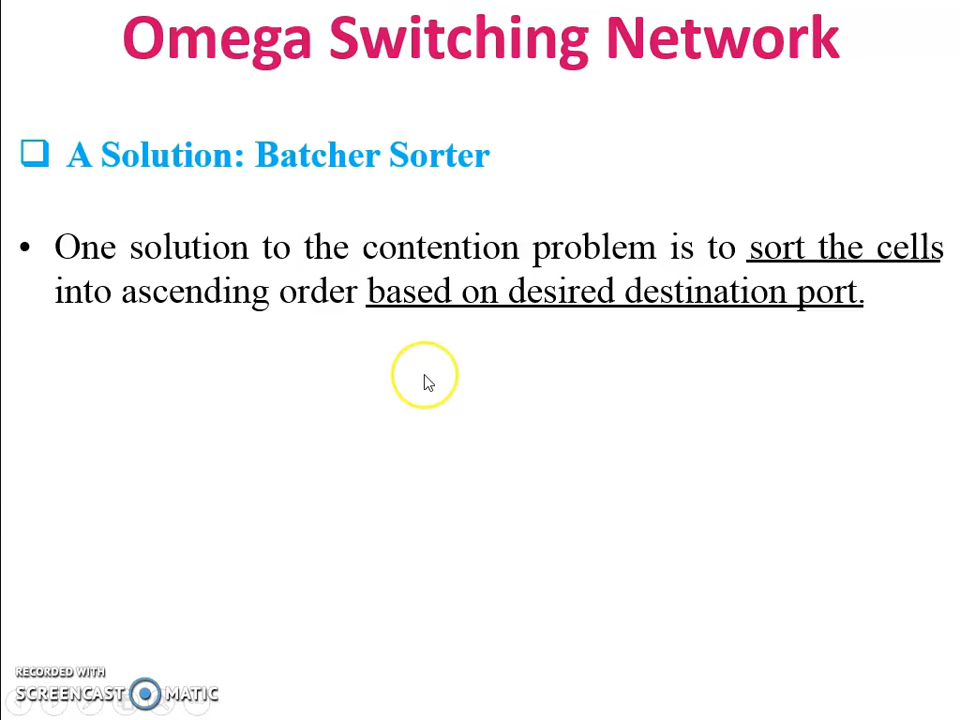 Omega Switching Network
A Solution: Batcher Sorter
• One solution to the contention problem is to sort the cells
into ascending order based on desired destination port.
RECORDED WITH
SCREENCAST MATIC